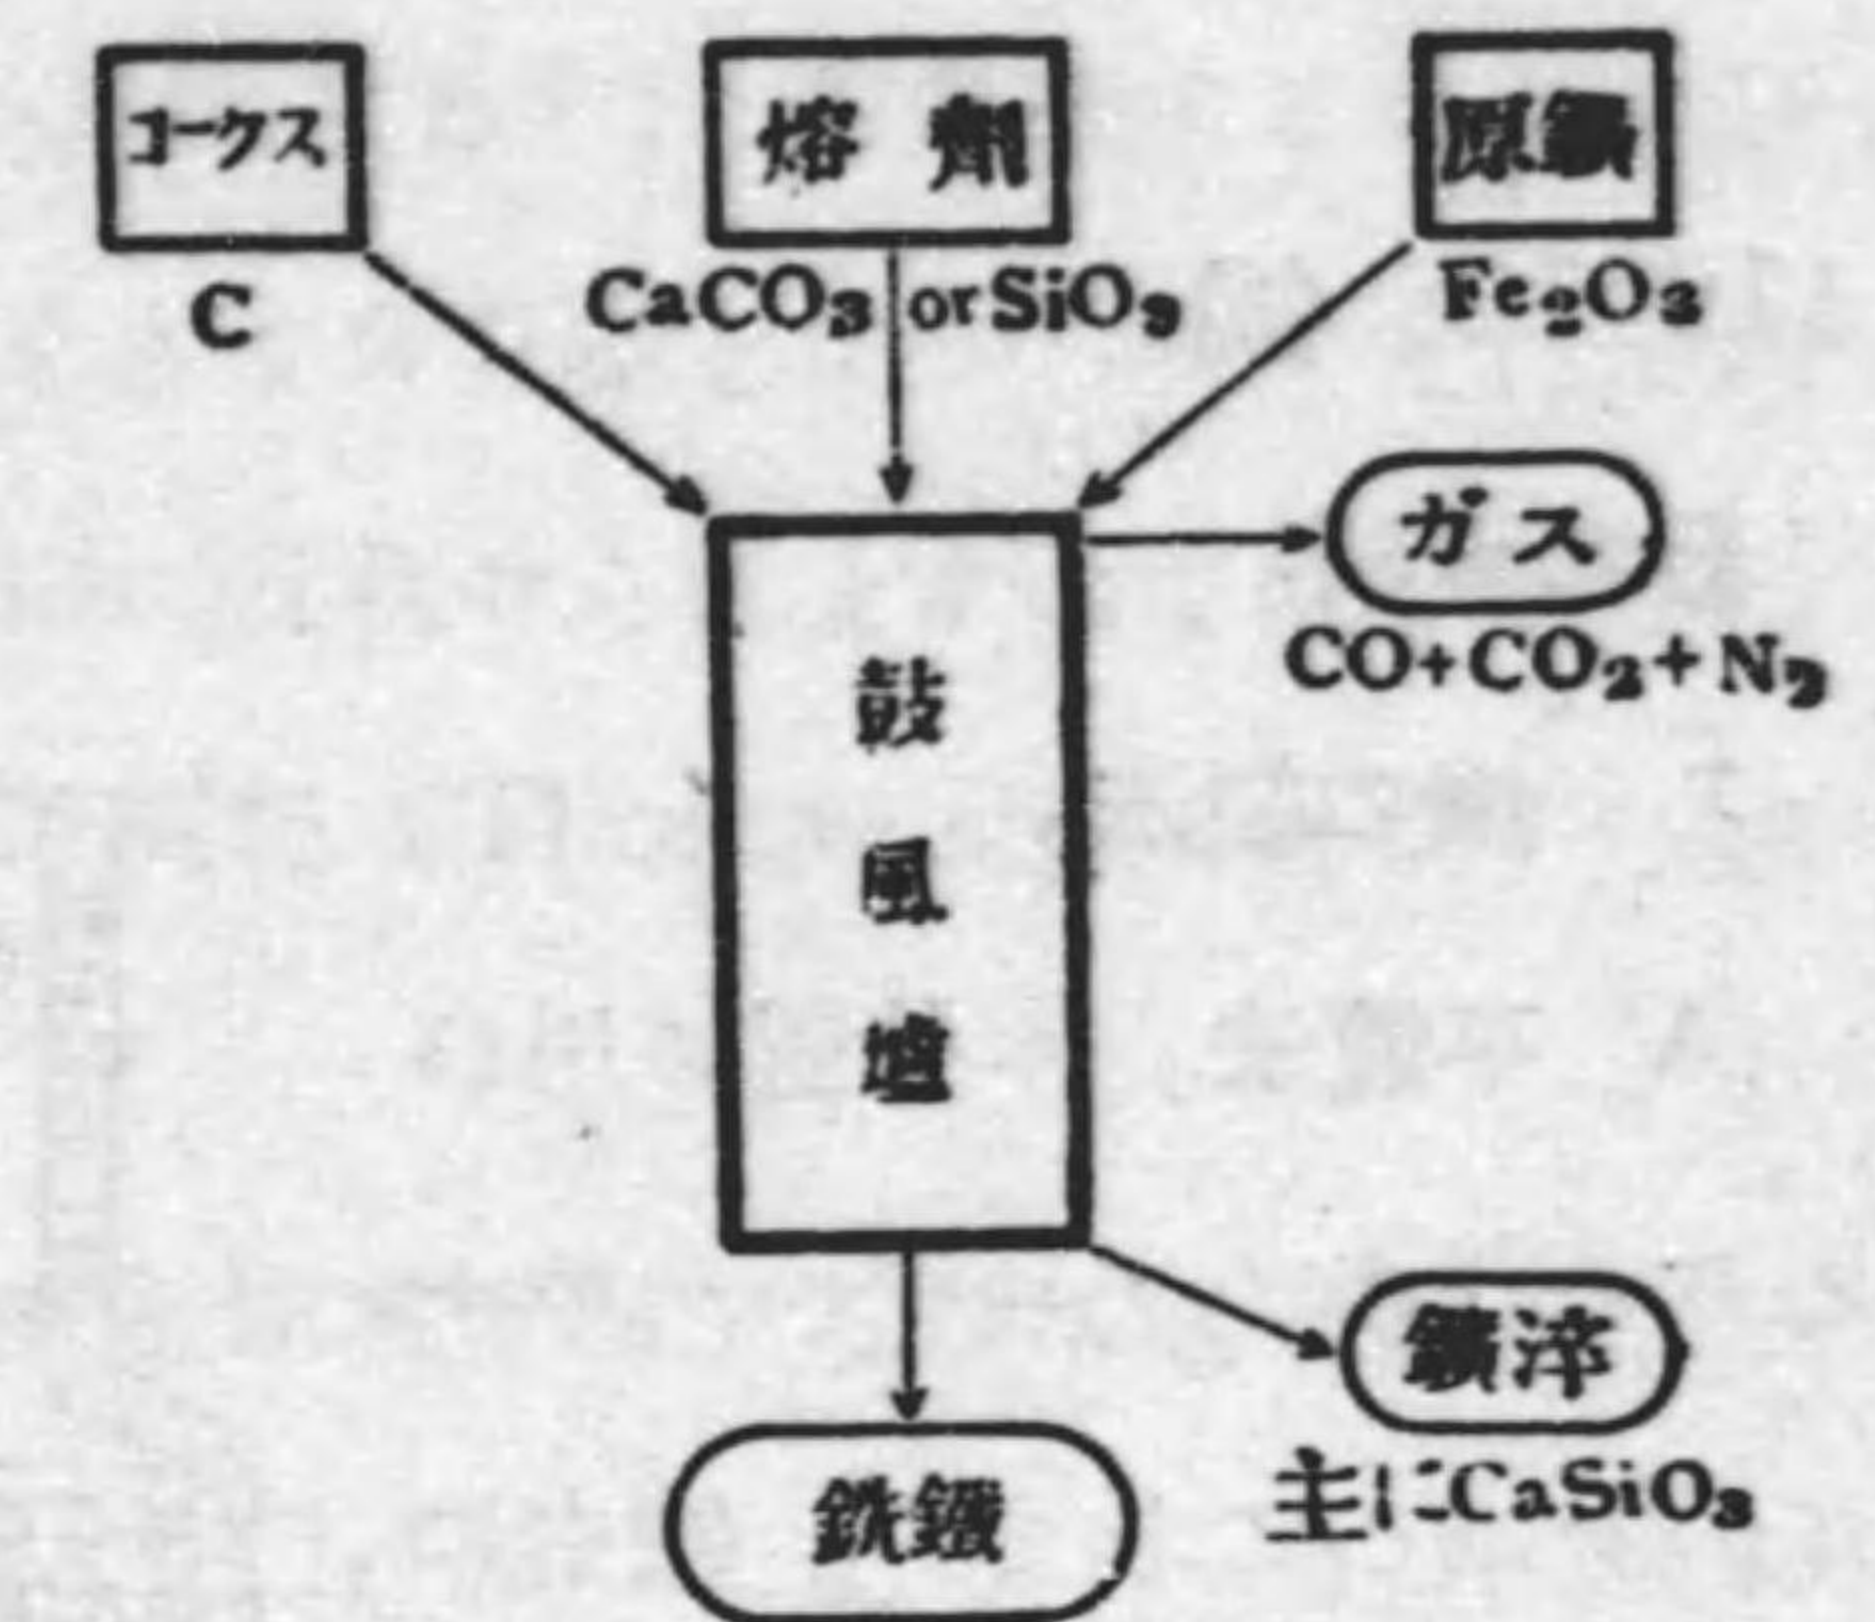 コークス
C
熔劑
CaCO₃ or SiO₂
原鑛
Fe₂O₃
ガス
CO+CO₂+N₂
鼓風爐
鑛滓
主にCaSiO₃
銑鐵